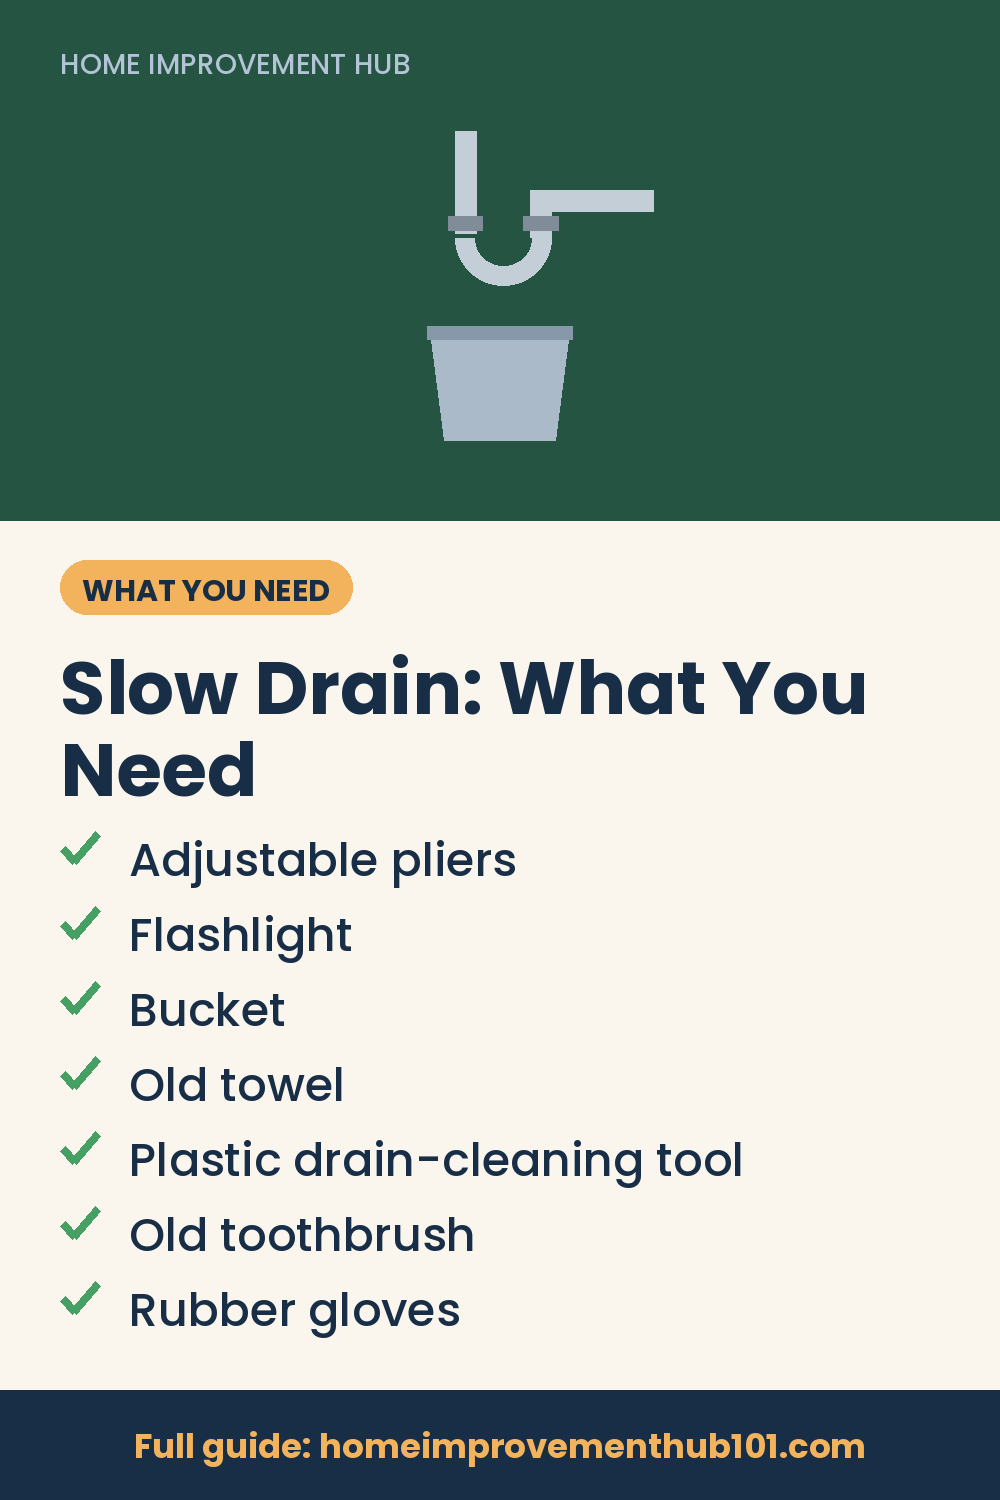 HOME IMPROVEMENT HUB
WHAT YOU NEED
Slow Drain: What You
Need
Adjustable pliers
Flashlight
Bucket
Old towel
Plastic drain-cleaning tool
Old toothbrush
Rubber gloves
Full guide: homeimprovementhub101.com